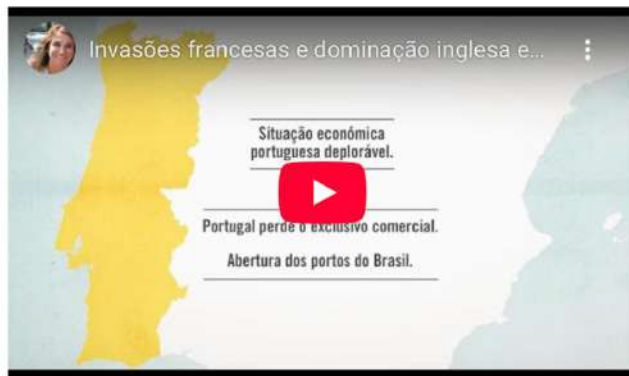 Invasões francesas e dominação inglesa e...
Situação económica
portuguesa deplorável.
Portugal perde o exclusivo comercial.
Abertura dos portos do Brasil.